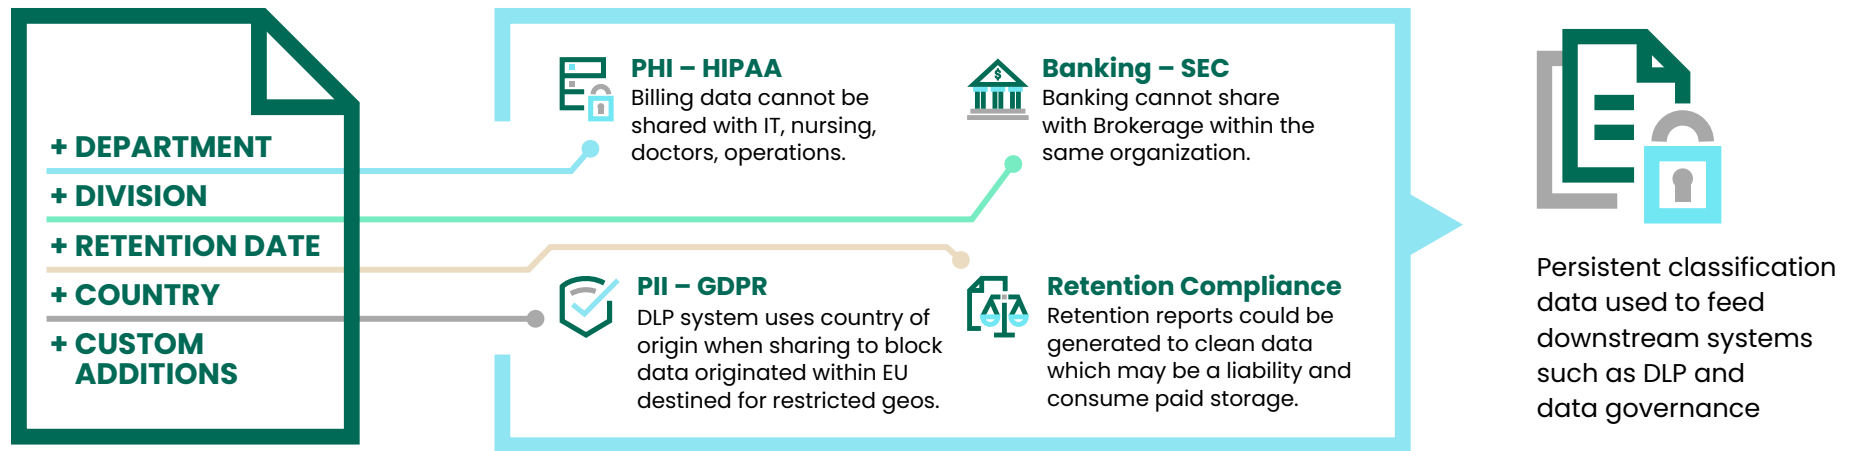 + DEPARTMENT
+ DIVISION
+ RETENTION DATE
+ COUNTRY
+ CUSTOM
ADDITIONS
PHI – HIPAA
Billing data cannot be
shared with IT, nursing,
doctors, operations.
Banking – SEC
Banking cannot share
with Brokerage within the
same organization.
PII – GDPR
DLP system uses country of
origin when sharing to block
data originated within EU
destined for restricted geos.
Retention Compliance
Retention reports could be
generated to clean data
which may be a liability and
consume paid storage.
Persistent classification
data used to feed
downstream systems
such as DLP and
data governance